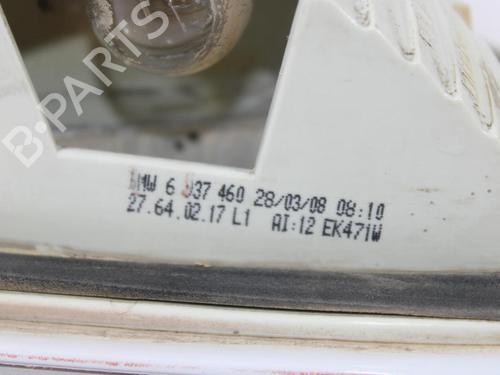 B-PARTS
BMW 6 937 460 28/03/08 08:10
27.64.02.17 L1 AI:12 EK471W